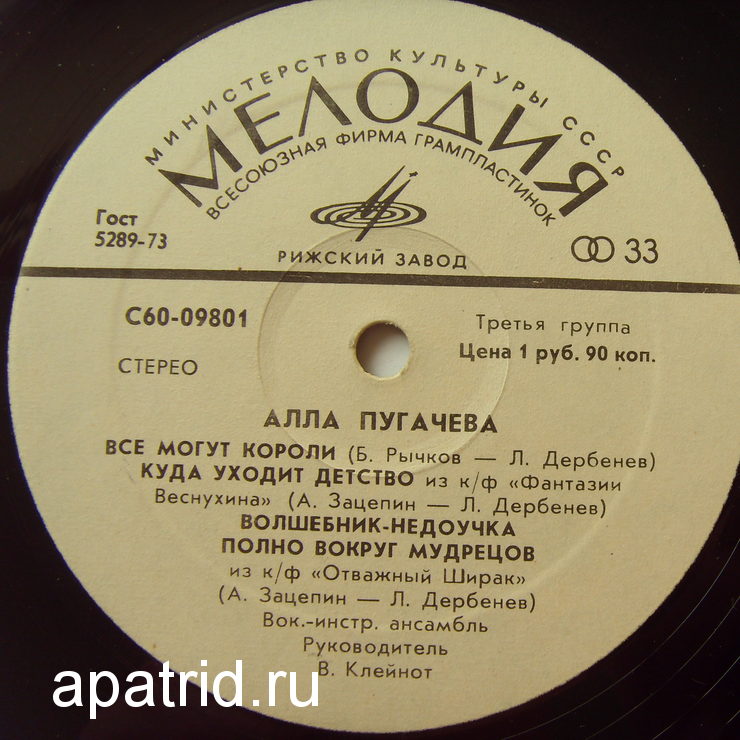 МИНИСТЕРСТВО КУЛЬТУРЫ СССР
МЕЛОДИЯ
ВСЕСОЮЗНАЯ ФИРМА ГРАМПЛАСТИНОК
Гост
5289-73
33
РИЖСКИЙ ЗАВОД
С60-09801
Третья группа
СТЕРЕО
Цена 1 руб. 90 коп.
АЛЛА ПУГАЧЕВА
ВСЕ МОГУТ КОРОЛИ (Б. Рычков — Л. Дербенев)
КУДА УХОДИТ ДЕТСТВО из к/ф «Фантазии
Веснухина» (А. Зацепин — Л. Дербенев)
ВОЛШЕБНИК-НЕДОУЧКА
ПОЛНО ВОКРУГ МУДРЕЦОВ
из к/ф «Отважный Ширак»
(А. Зацепин — Л. Дербенев)
Вок.-инстр. ансамбль
Руководитель
В. Клейнот
apatrid.ru